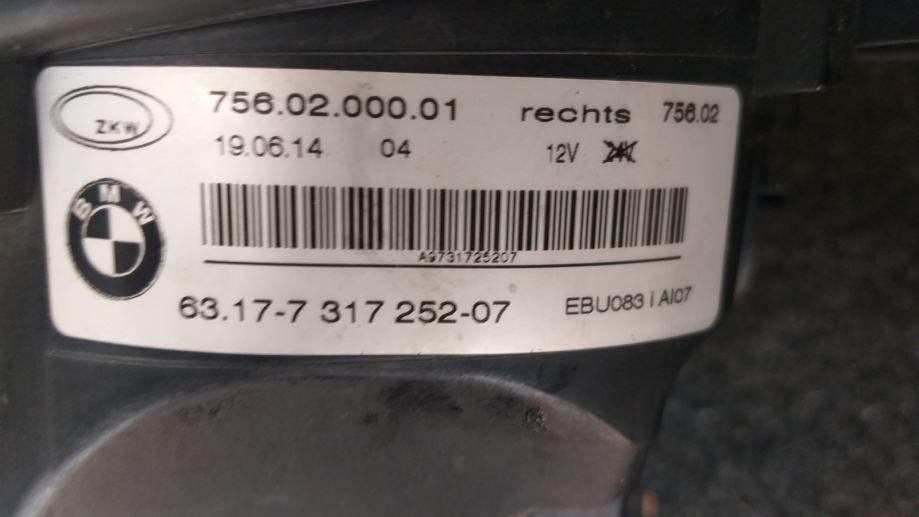 ZKW 756.02.000.01 rechts 756.02
19.06.14 04 12V 24V
BMW
A9731725207
63.17-7 317 252-07 EBU083 i AI07